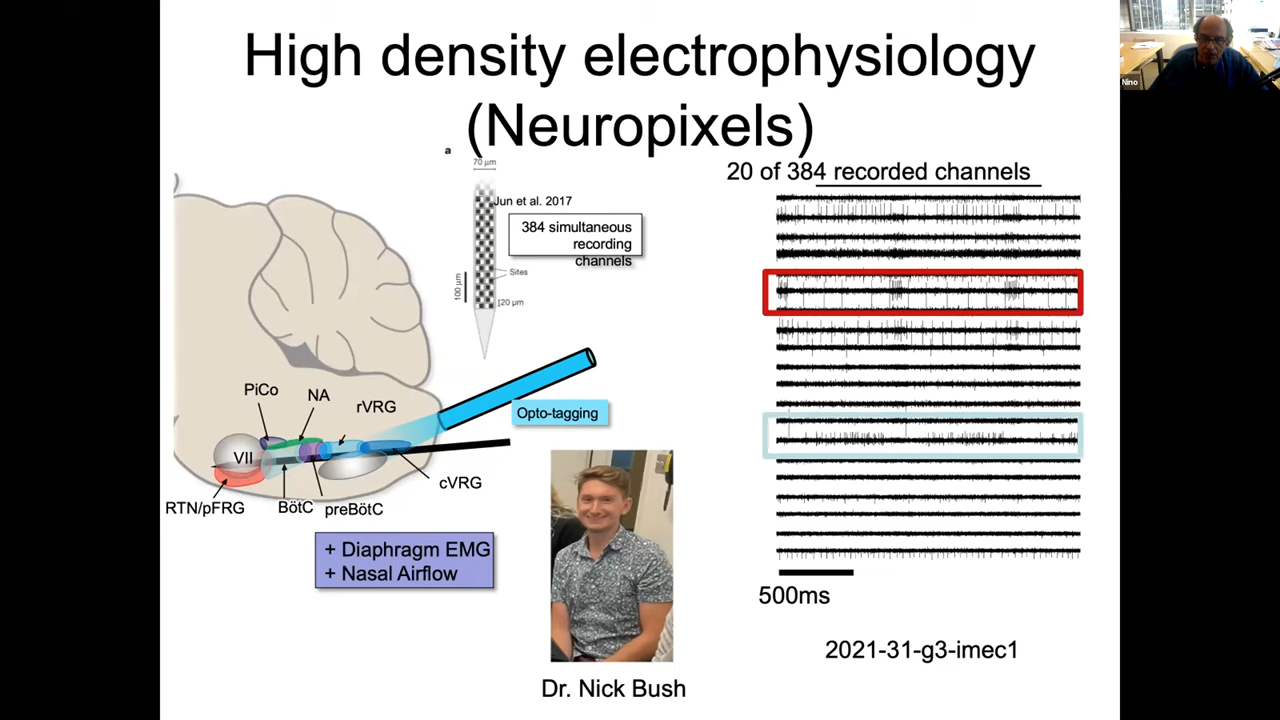 High density electrophysiology
(Neuropixels)
Nino
a
70 µm
Jun et al. 2017
384 simultaneous
recording
channels
Sites
100 µm
20 µm
20 of 384 recorded channels
PiCo
NA
rVRG
Opto-tagging
VII
cVRG
RTN/pFRG
BötC
preBötC
+ Diaphragm EMG
+ Nasal Airflow
500ms
2021-31-g3-imec1
Dr. Nick Bush